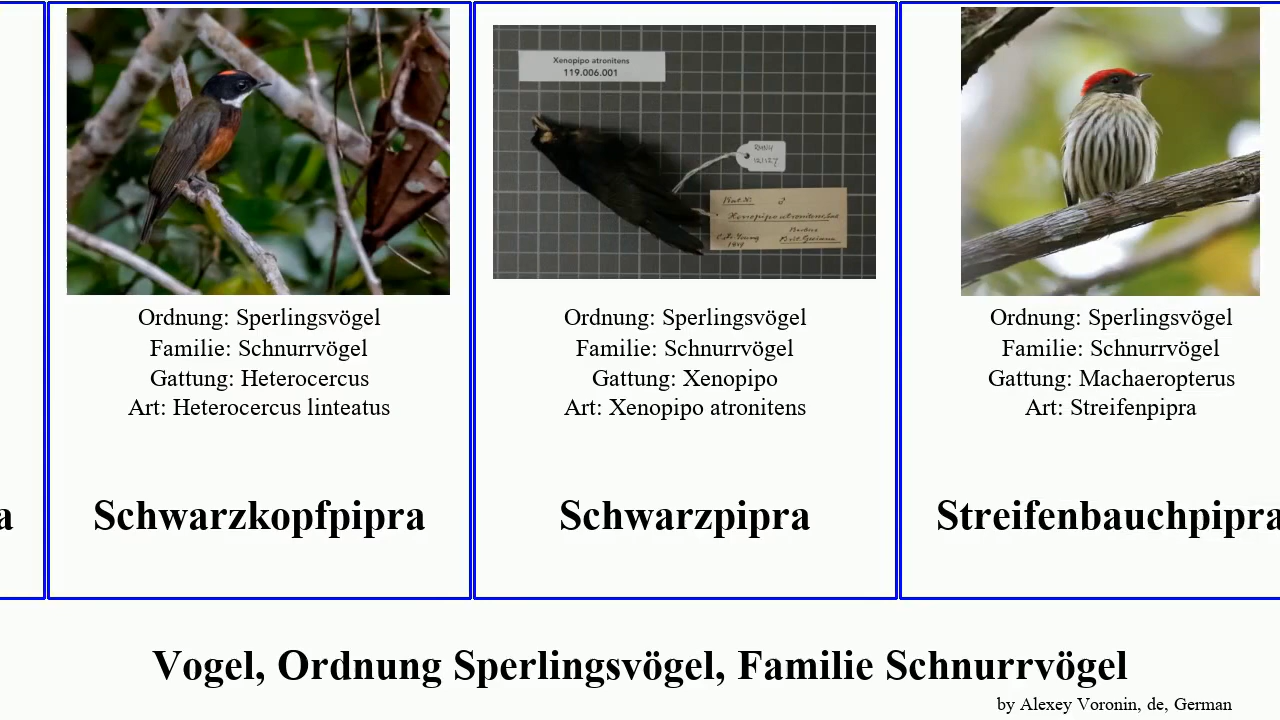 Xenopipo atronitens
119.006.001
♂
Xenopipo atronitens
Ordnung: Sperlingsvögel
Familie: Schnurrvögel
Gattung: Heterocercus
Art: Heterocercus linteatus
Ordnung: Sperlingsvögel
Familie: Schnurrvögel
Gattung: Xenopipo
Art: Xenopipo atronitens
Ordnung: Sperlingsvögel
Familie: Schnurrvögel
Gattung: Machaeropterus
Art: Streifenpipra
a
Schwarzkopfpipra
Schwarzpipra
Streifenbauchpipra
Vogel, Ordnung Sperlingsvögel, Familie Schnurrvögel
by Alexey Voronin, de, German